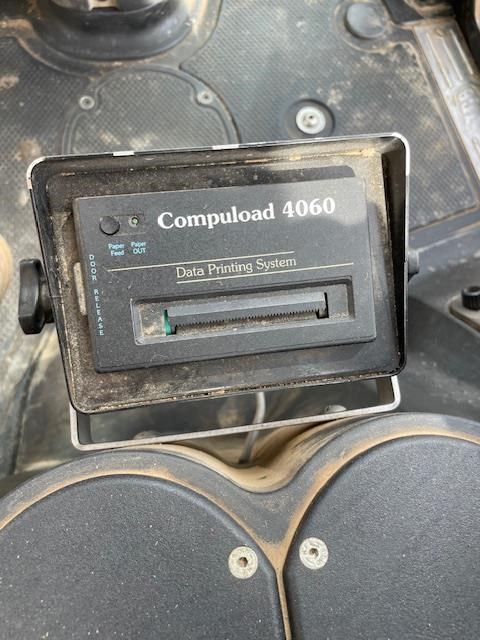 Compuload 4060
Paper Feed
Paper OUT
Data Printing System
DOOR RELEASE